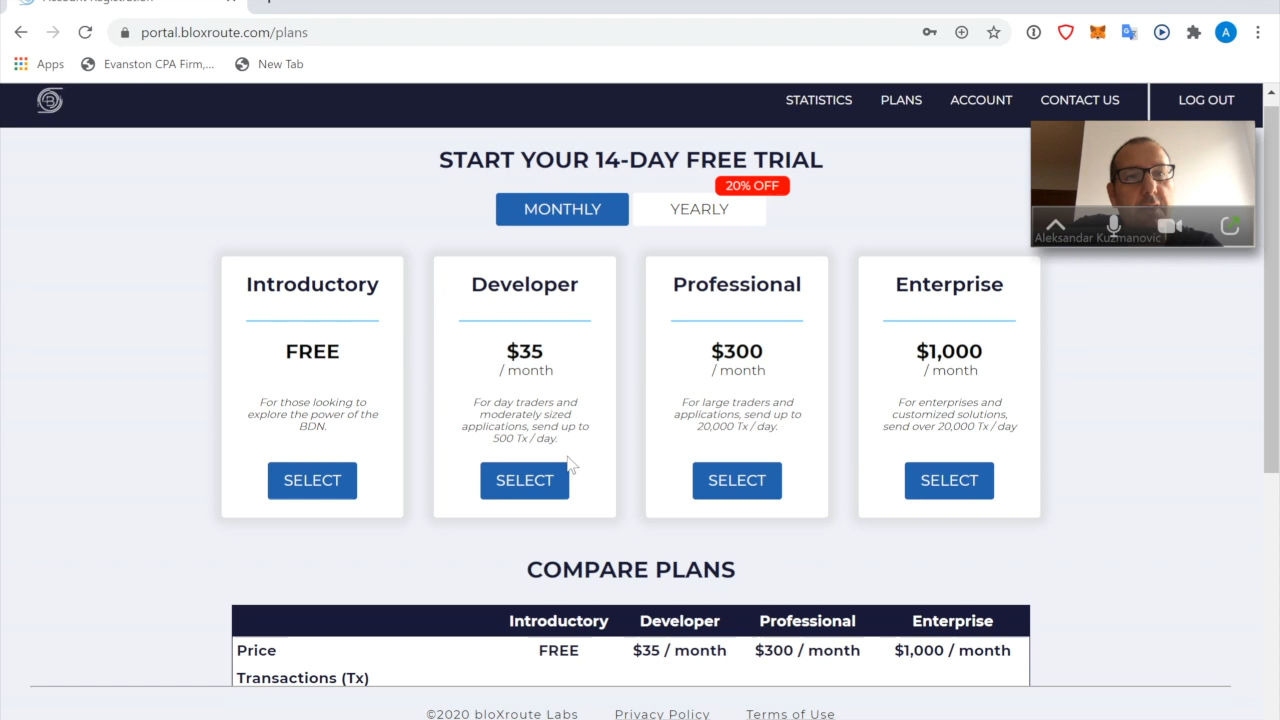 Account Registration
portal.bloxroute.com/plans
A
Apps
Evanston CPA Firm,...
New Tab
STATISTICS
PLANS
ACCOUNT
CONTACT US
LOG OUT
START YOUR 14-DAY FREE TRIAL
20% OFF
MONTHLY
YEARLY
Aleksandar Kuzmanovic
Introductory
FREE
For those looking to
explore the power of the
BDN.
SELECT
Developer
$35
/ month
For day traders and
moderately sized
applications, send up to
500 Tx / day.
SELECT
Professional
$300
/ month
For large traders and
applications, send up to
20,000 Tx / day.
SELECT
Enterprise
$1,000
/ month
For enterprises and
customized solutions,
send over 20,000 Tx / day
SELECT
COMPARE PLANS
Introductory Developer Professional Enterprise
Price FREE $35 / month $300 / month $1,000 / month
Transactions (Tx)
©2020 bloXroute Labs Privacy Policy Terms of Use